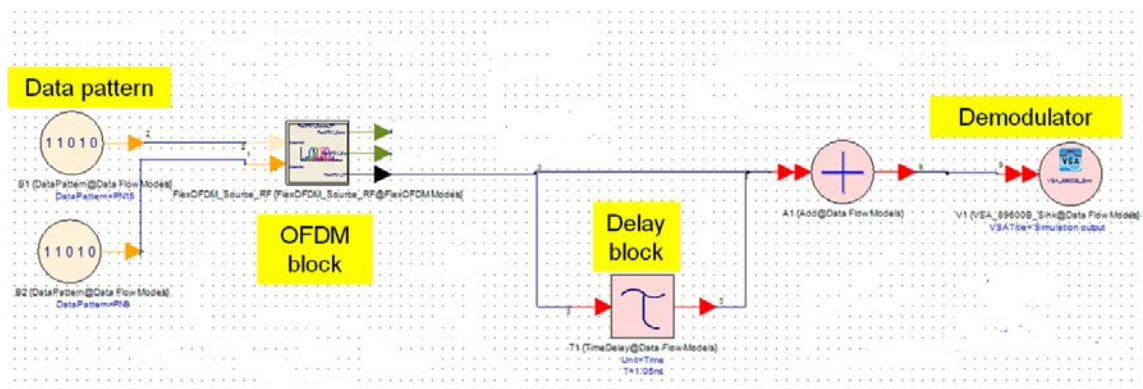 Data pattern
11010
B1 (DataPattern@Data Flow Models)
DataPattern=PN15
11010
B2 (DataPattern@Data Flow Models)
DataPattern=PN9
FlexOFDM_Source_RF (FlexOFDM_Source_RF@FlexOFDM Models)
OFDM
block
Delay
block
T1 (TimeDelay@Data Flow Models)
Unit=Time
T=1.05ns
A1 (Add@Data Flow Models)
Demodulator
VSA
V1 (VSA_89600B_Sink@Data Flow Models)
VSATitle='Simulation output